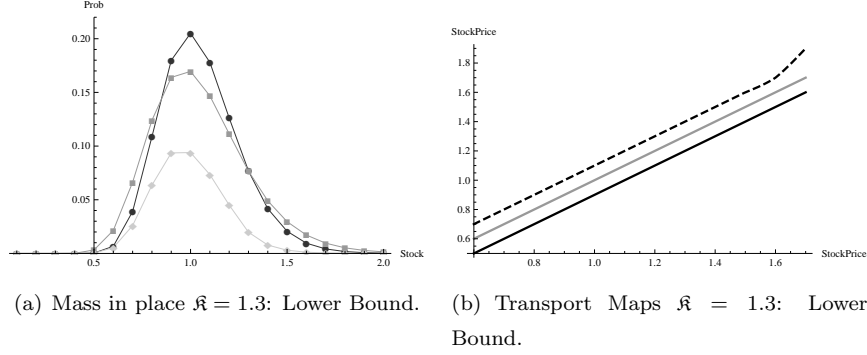 Prob
0.20
0.15
0.10
0.05
0.5 1.0 1.5 2.0
Stock
(a) Mass in place 𝔎 = 1.3: Lower Bound.
StockPrice
1.8
1.6
1.4
1.2
1.0
0.8
0.6
0.8 1.0 1.2 1.4 1.6
StockPrice
(b) Transport Maps 𝔎 = 1.3: Lower
Bound.